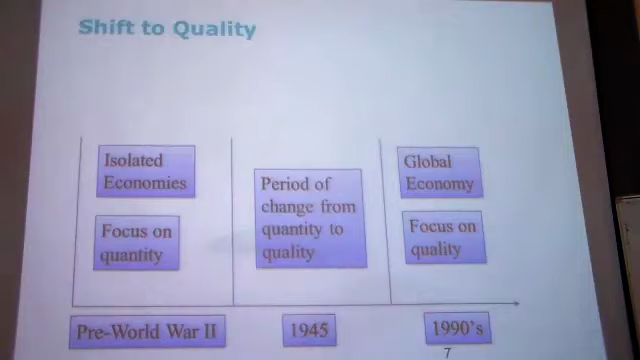 Shift to Quality
Isolated
Economies
Focus on
quantity
Period of
change from
quantity to
quality
Global
Economy
Focus on
quality
Pre-World War II
1945
1990's
7